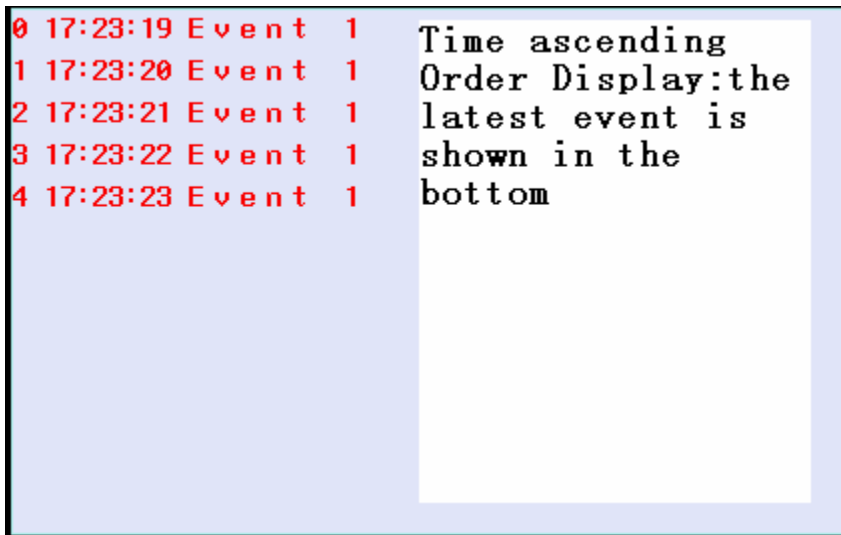 0 17:23:19 Event 1
1 17:23:20 Event 1
2 17:23:21 Event 1
3 17:23:22 Event 1
4 17:23:23 Event 1
Time ascending
Order Display:the
latest event is
shown in the
bottom